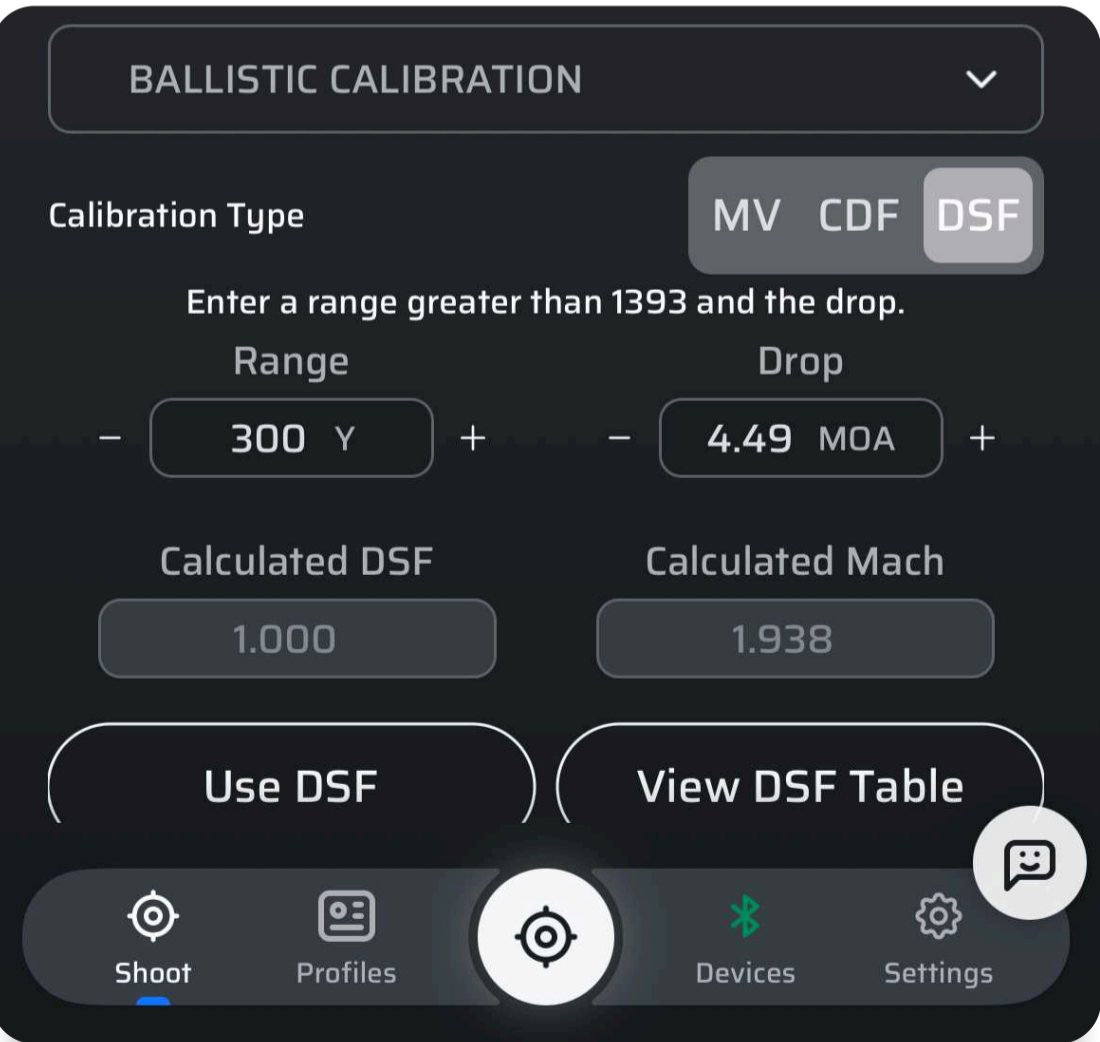 BALLISTIC CALIBRATION
Calibration Type
MV CDF DSF
Enter a range greater than 1393 and the drop.
Range Drop
− 300 Y + − 4.49 MOA +
Calculated DSF Calculated Mach
1.000 1.938
Use DSF View DSF Table
Shoot Profiles Devices Settings